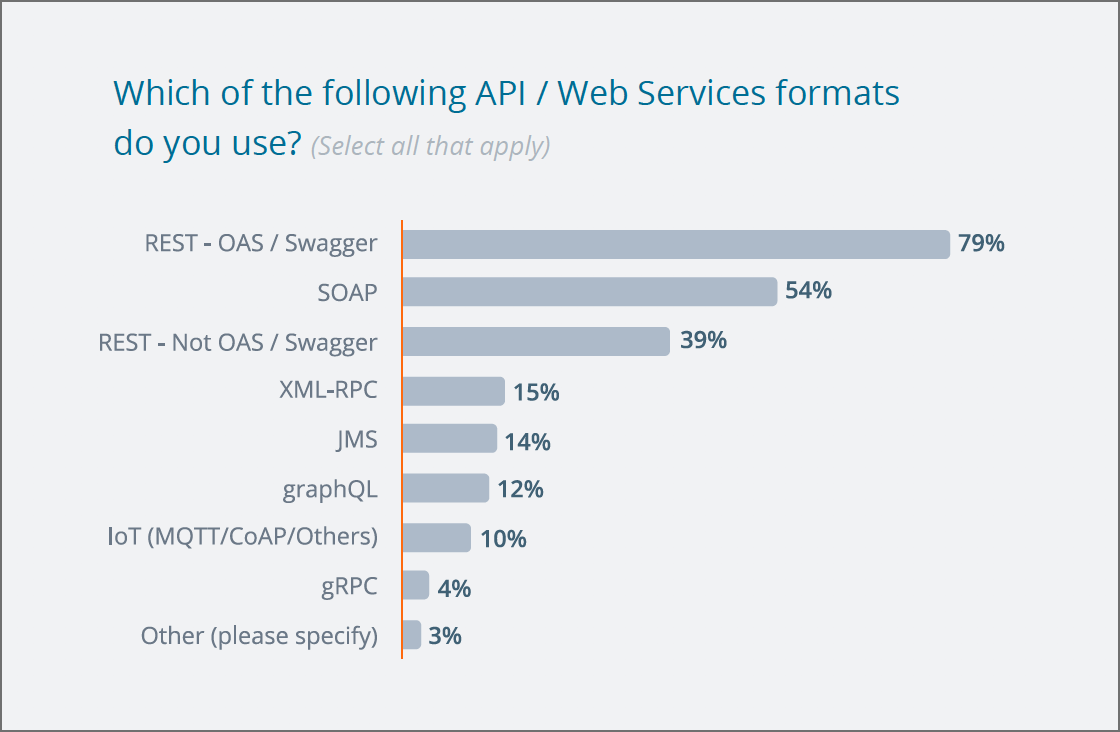 Which of the following API / Web Services formats
do you use? (Select all that apply)
REST - OAS / Swagger 79%
SOAP 54%
REST - Not OAS / Swagger 39%
XML-RPC 15%
JMS 14%
graphQL 12%
IoT (MQTT/CoAP/Others) 10%
gRPC 4%
Other (please specify) 3%